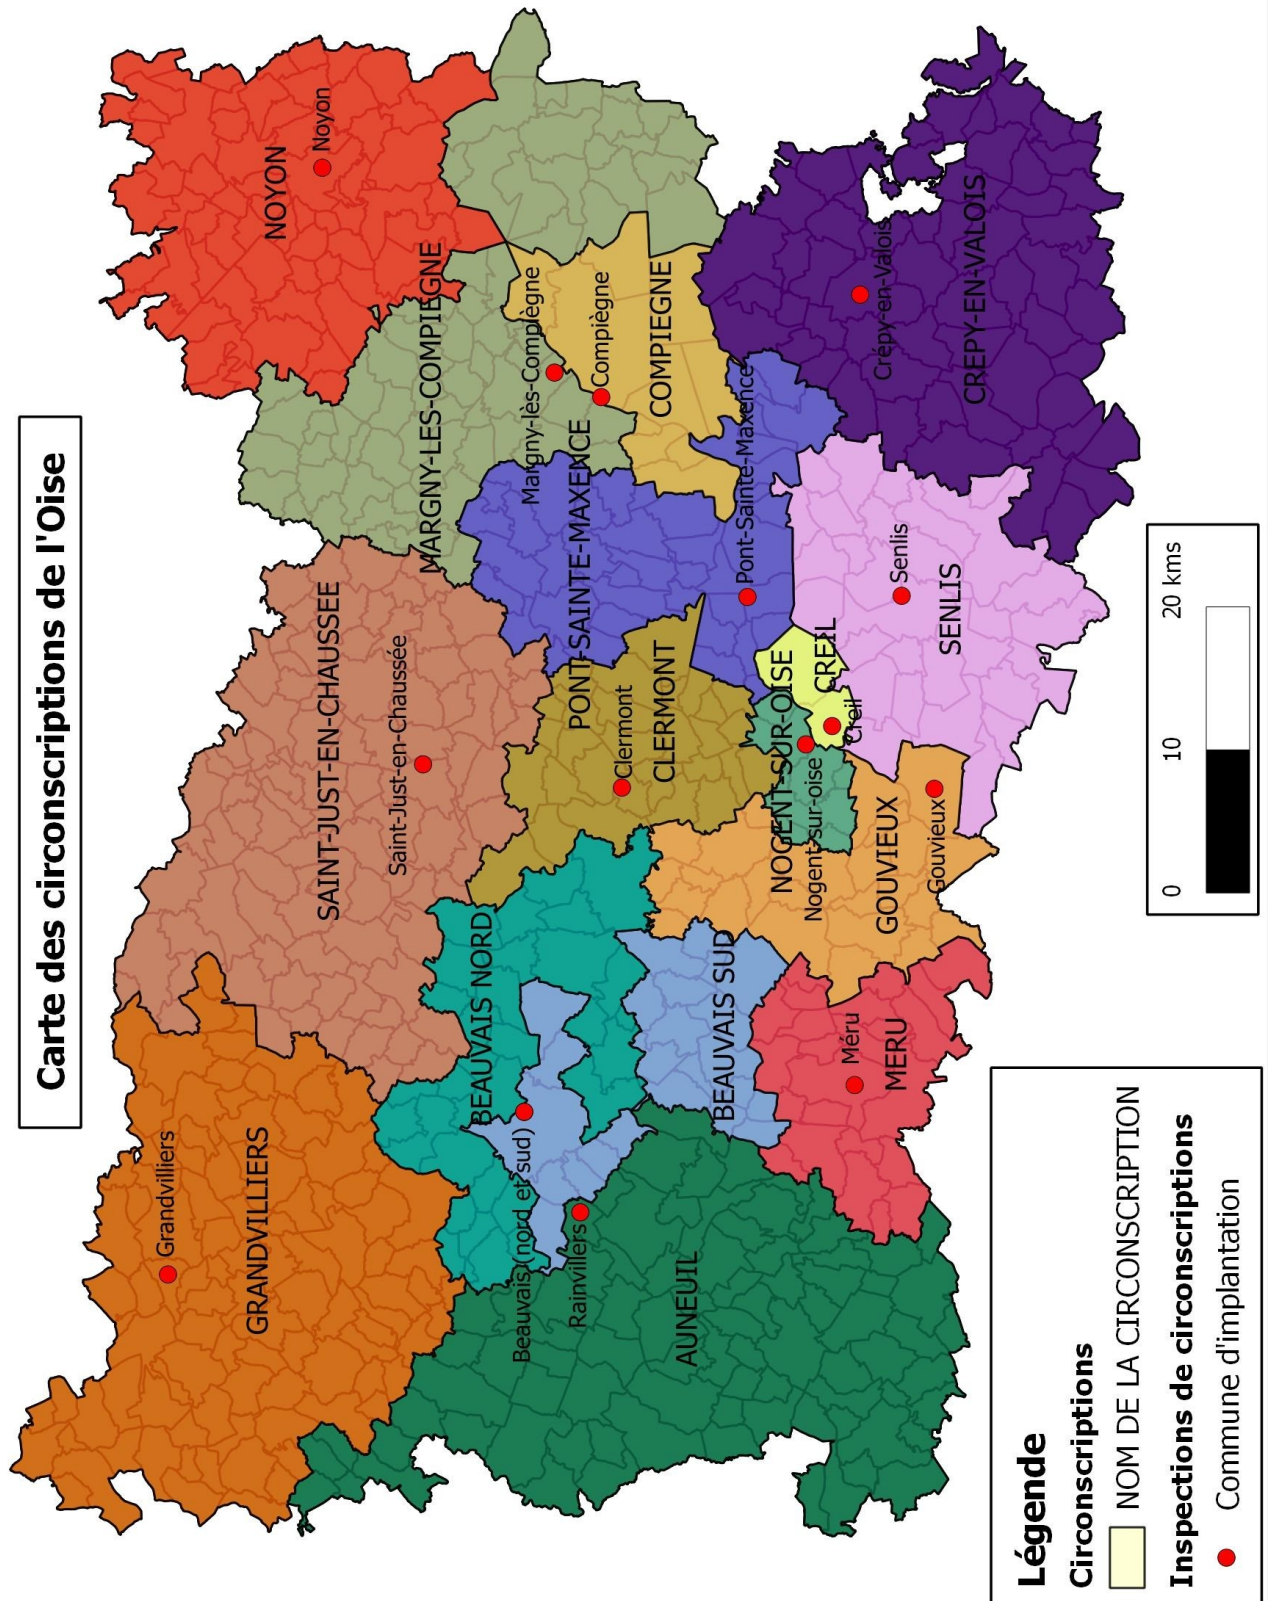 Carte des circonscriptions de l'Oise
GRANDVILLIERS
Grandvilliers
SAINT-JUST-EN-CHAUSSEE
Saint-Just-en-Chaussée
NOYON
Noyon
MARGNY-LES-COMPIEGNE
Margny-lès-Complègne
Compiègne
COMPIEGNE
PONT-SAINTE-MAXENCE
Pont-Sainte-Maxence
Clermont
CLERMONT
BEAUVAIS NORD
Beauvais (nord et sud)
Rainvillers
AUNEUIL
BEAUVAIS SUD
NOGENT-SUR-OISE
Nogent-sur-oise
CREIL
Creil
Crépy-en-Valois
CREPY-EN-VALOIS
Senlis
SENLIS
GOUVIEUX
Gouvieux
Méru
MERU
Légende
Circonscriptions
NOM DE LA CIRCONSCRIPTION
Inspections de circonscriptions
Commune d'implantation
0 10 20 kms